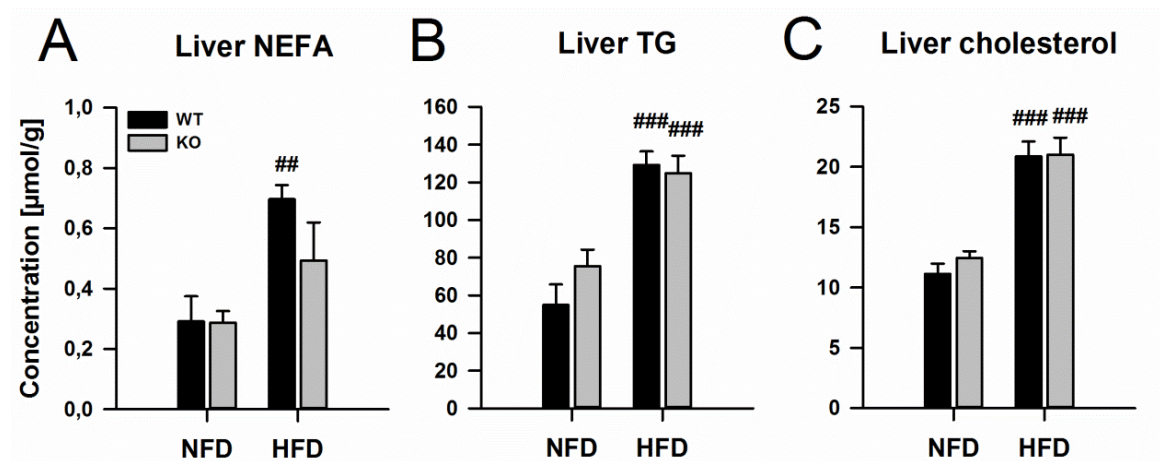 A Liver NEFA
Concentration [µmol/g]
1,0
0,8
0,6
0,4
0,2
0,0
WT
KO
##
NFD HFD
B Liver TG
160
140
120
100
80
60
40
20
0
### ###
NFD HFD
C Liver cholesterol
25
20
15
10
5
0
### ###
NFD HFD